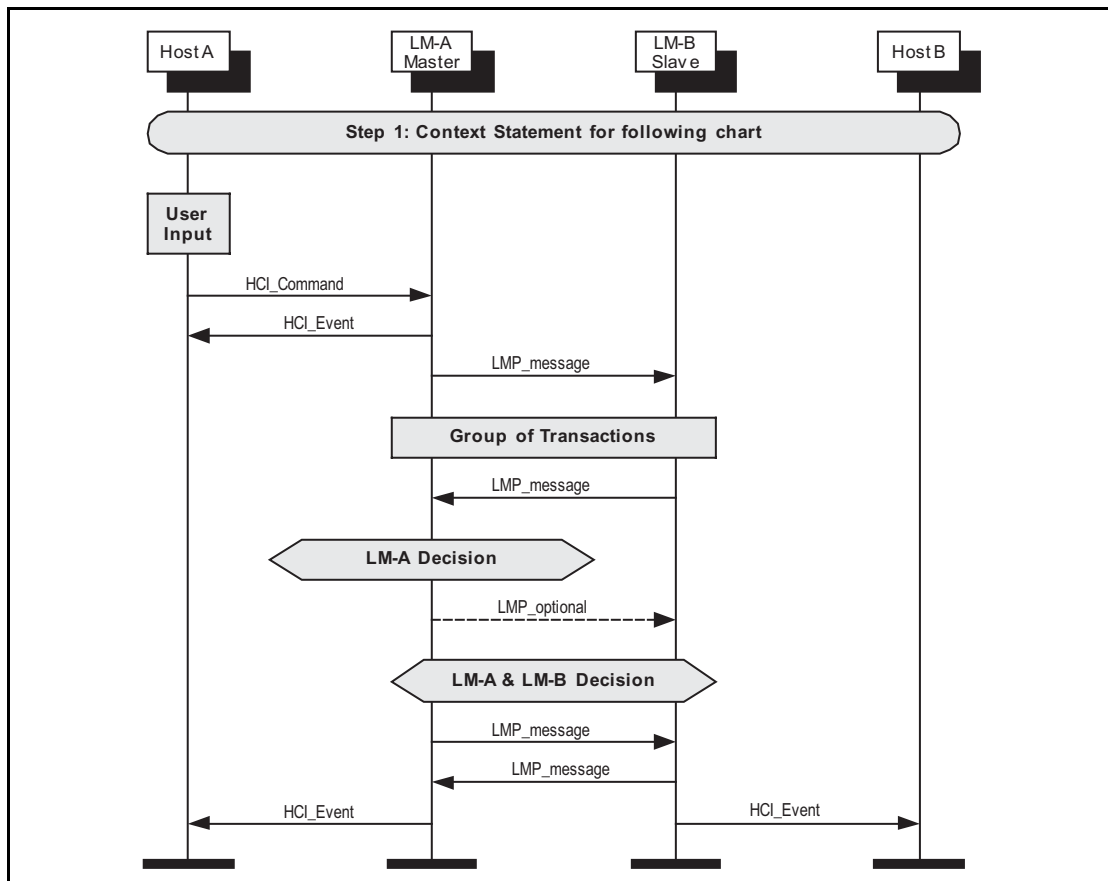 Host A
LM-A
Master
LM-B
Slave
Host B
Step 1: Context Statement for following chart
User
Input
HCI_Command
HCI_Event
LMP_message
Group of Transactions
LMP_message
LM-A Decision
LMP_optional
LM-A & LM-B Decision
LMP_message
LMP_message
HCI_Event
HCI_Event